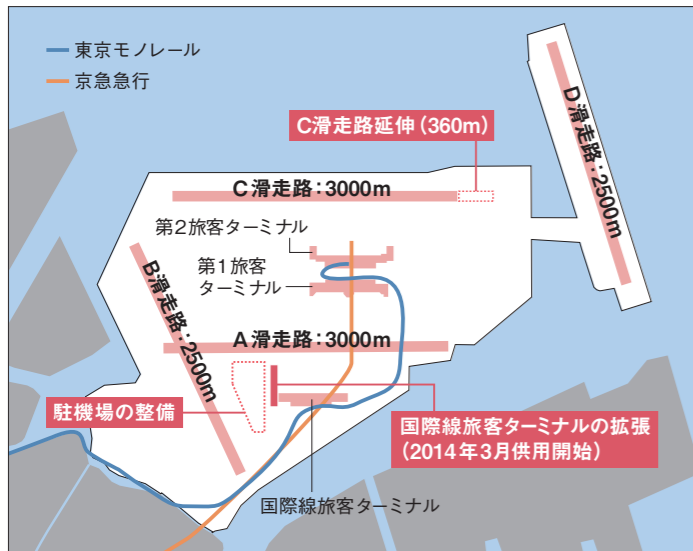 東京モノレール
京急急行
C滑走路延伸（360m）
D滑走路：2500m
C滑走路：3000m
第2旅客ターミナル
第1旅客
ターミナル
B滑走路：2500m
A滑走路：3000m
駐機場の整備
国際線旅客ターミナルの拡張
（2014年3月供用開始）
国際線旅客ターミナル